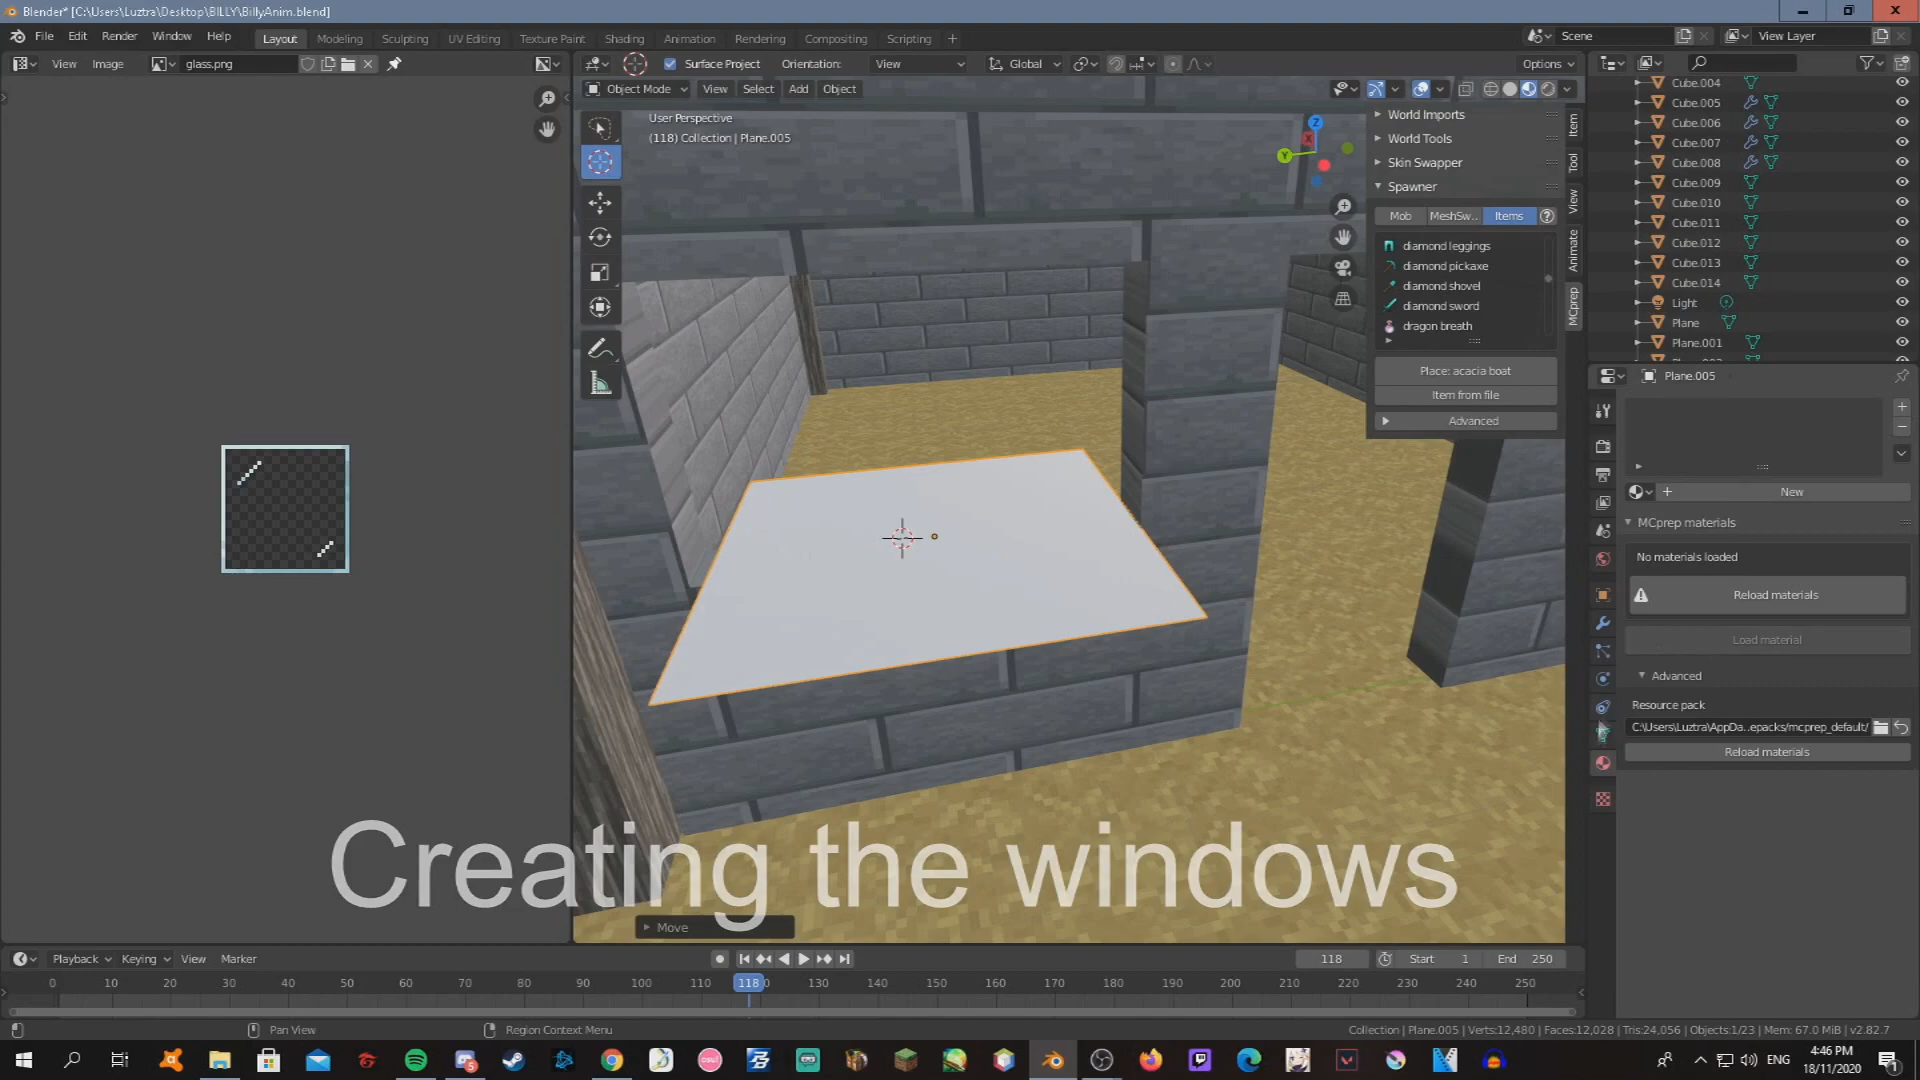 Blender* [C:\Users\Luztra\Desktop\BILLY\BillyAnim.blend]
File Edit Render Window Help Layout Modeling Sculpting UV Editing Texture Paint Shading Animation Rendering Compositing Scripting + Scene View Layer
View Image glass.png Surface Project Orientation: View Global Options
Object Mode View Select Add Object
User Perspective
(118) Collection | Plane.005
Z
X
Y
World Imports
World Tools
Skin Swapper
Spawner
Mob MeshSw.. Items
diamond leggings
diamond pickaxe
diamond shovel
diamond sword
dragon breath
Place: acacia boat
Item from file
Advanced
Item
Tool
View
Animate
MCprep
Cube.004
Cube.005
Cube.006
Cube.007
Cube.008
Cube.009
Cube.010
Cube.011
Cube.012
Cube.013
Cube.014
Light
Plane
Plane.001
Plane.005
+ New
MCprep materials
No materials loaded
Reload materials
Load material
Advanced
Resource pack
C:\Users\Luztra\AppDa..epacks/mcprep_default/
Reload materials
Creating the windows
Move
Playback Keying View Marker 118 Start 1 End 250
0 10 20 30 40 50 60 70 80 90 100 110 118 130 140 150 160 170 180 190 200 210 220 230 240 250
Pan View Region Context Menu Collection | Plane.005 | Verts:12,480 | Faces:12,028 | Tris:24,056 | Objects:1/23 | Mem: 67.0 MiB | v2.82.7
ENG 4:46 PM
18/11/2020